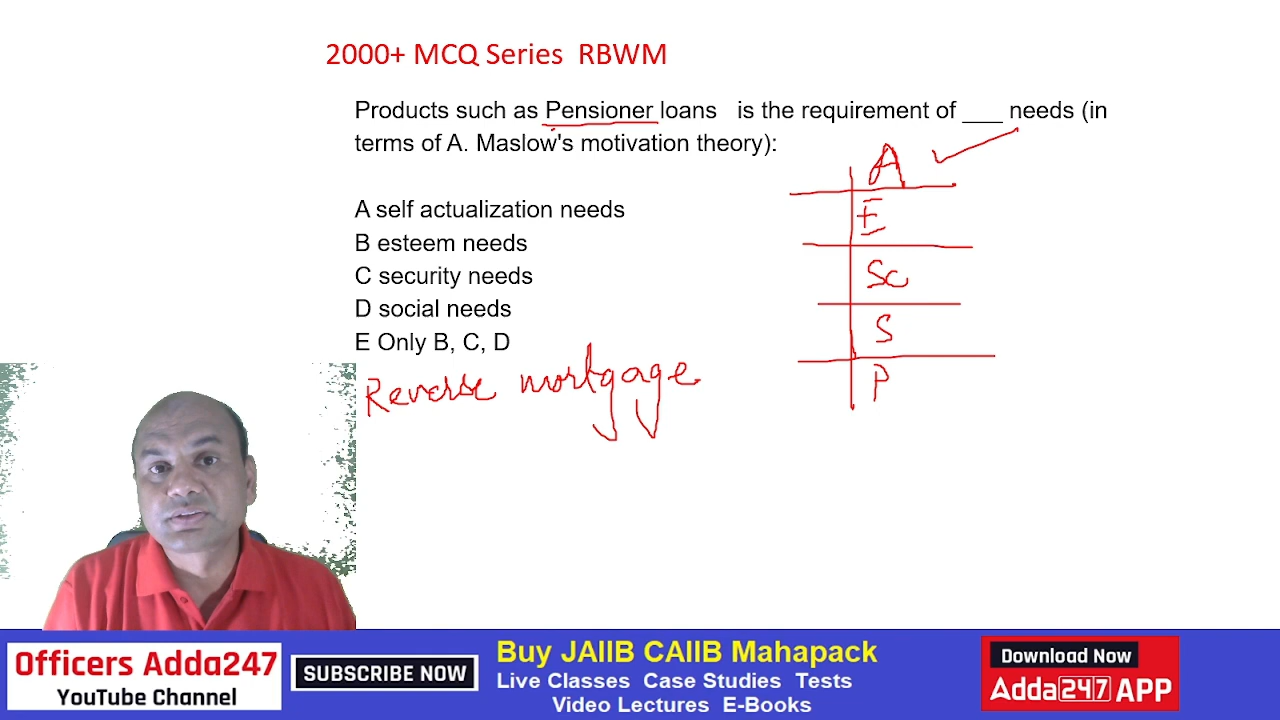 2000+ MCQ Series RBWM
Products such as Pensioner loans is the requirement of ___ needs (in
terms of A. Maslow's motivation theory):
A self actualization needs
B esteem needs
C security needs
D social needs
E Only B, C, D
Reverse mortgage
A
E
Sc
S
P
Officers Adda247
YouTube Channel
SUBSCRIBE NOW
Buy JAIIB CAIIB Mahapack
Live Classes Case Studies Tests
Video Lectures E-Books
Download Now
Adda247 APP